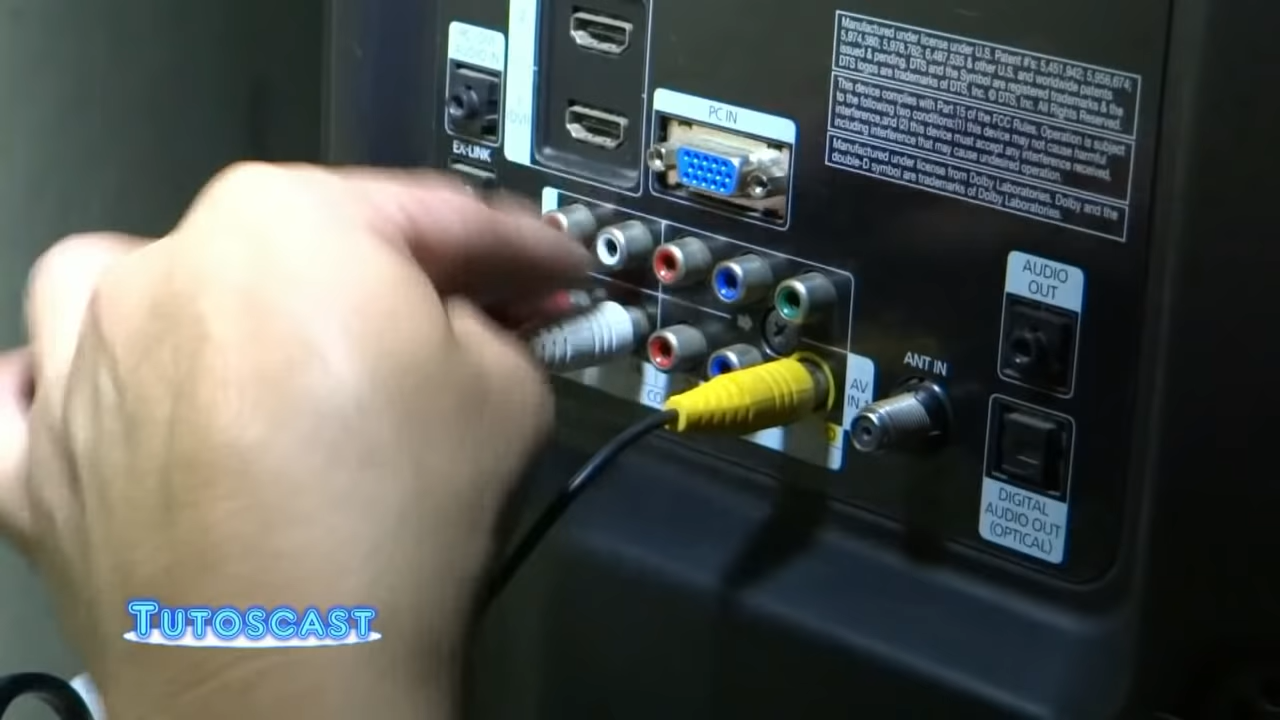 AUDIO IN
EX-LINK
PC IN
Manufactured under license under U.S. Patent #'s: 5,451,942; 5,956,674;
5,974,380; 5,978,762; 6,487,535 & other U.S. and worldwide patents
issued & pending. DTS and the Symbol are registered trademarks & the
DTS logos are trademarks of DTS, Inc. © DTS, Inc. All Rights Reserved.
This device complies with Part 15 of the FCC Rules. Operation is subject
to the following two conditions:(1) this device may not cause harmful
interference,and (2) this device must accept any interference received,
including interference that may cause undesired operation.
Manufactured under license from Dolby Laboratories. Dolby and the
double-D symbol are trademarks of Dolby Laboratories.
AUDIO
OUT
ANT IN
AV
IN 1
DIGITAL
AUDIO OUT
(OPTICAL)
TUTOSCAST